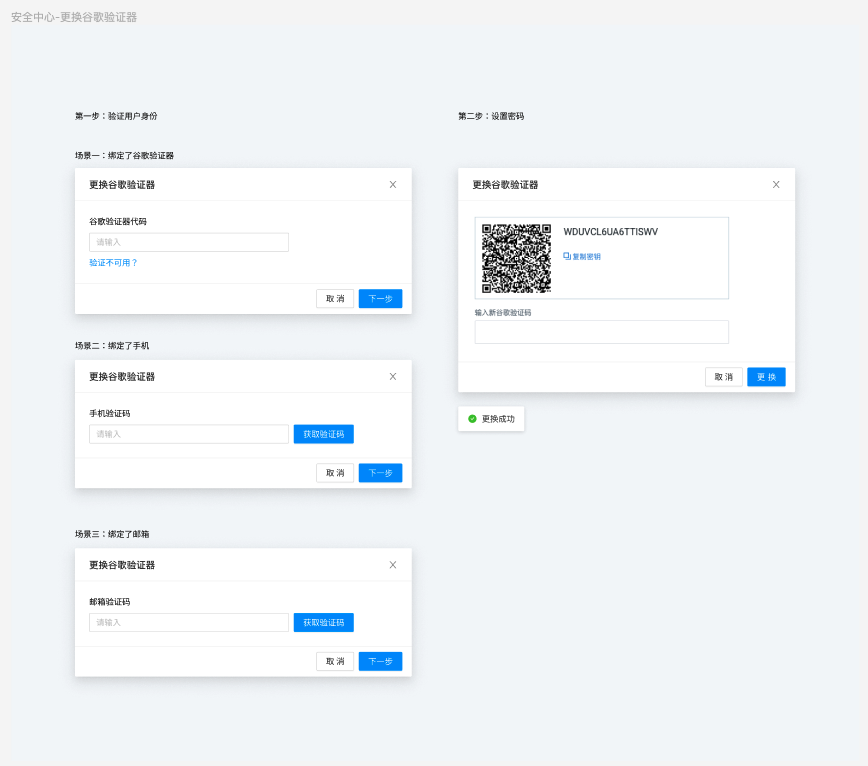 安全中心-更换谷歌验证器
第一步：验证用户身份
场景一：绑定了谷歌验证器
更换谷歌验证器
谷歌验证器代码
请输入
验证不可用？
取 消
下一步
场景二：绑定了手机
更换谷歌验证器
手机验证码
请输入
获取验证码
取 消
下一步
场景三：绑定了邮箱
更换谷歌验证器
邮箱验证码
请输入
获取验证码
取 消
下一步
第二步：设置密码
更换谷歌验证器
WDUVCL6UA6TTISWV
复制密钥
输入新谷歌验证码
取 消
更 换
更换成功